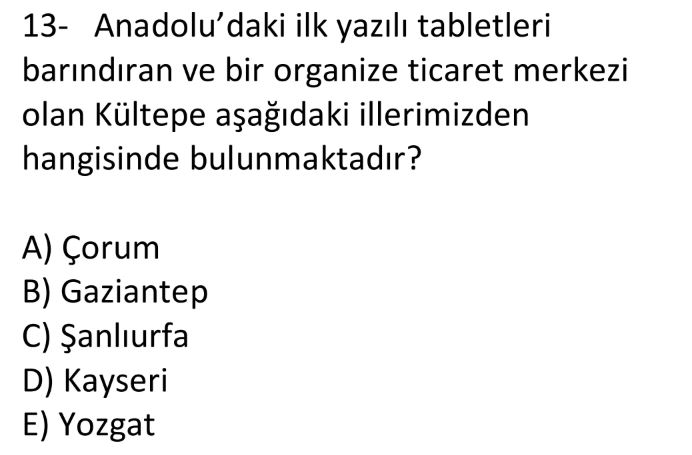 13- Anadolu’daki ilk yazılı tabletleri
barındıran ve bir organize ticaret merkezi
olan Kültepe aşağıdaki illerimizden
hangisinde bulunmaktadır?
A) Çorum
B) Gaziantep
C) Şanlıurfa
D) Kayseri
E) Yozgat